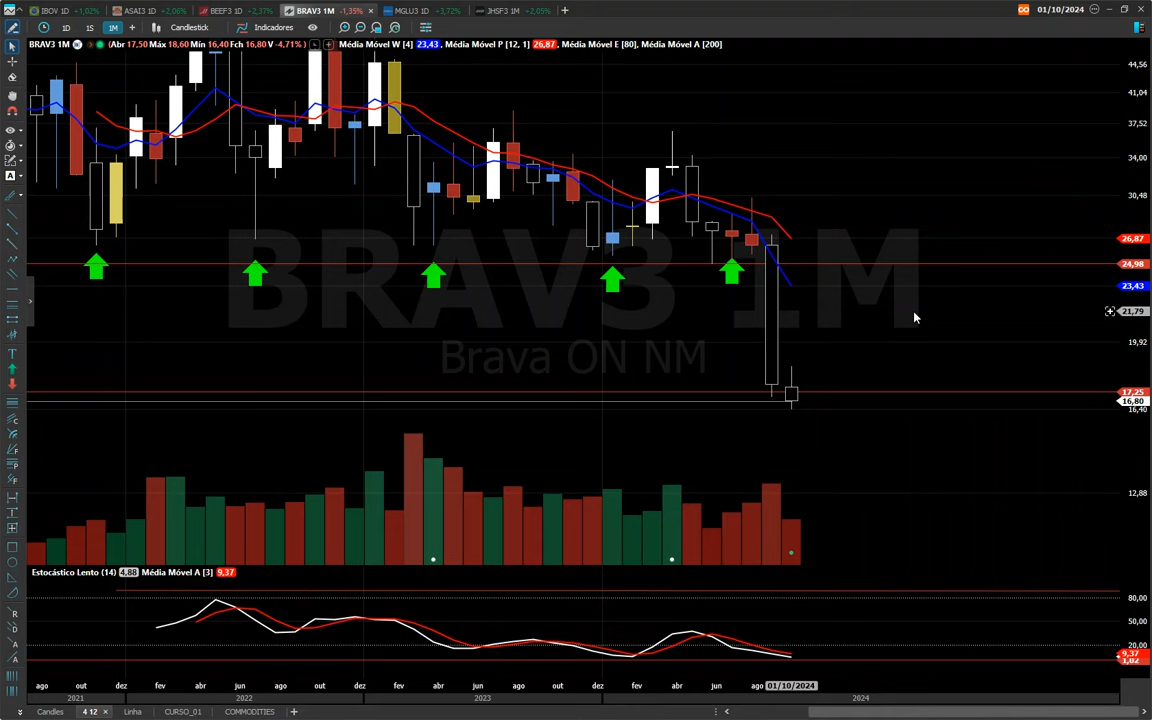 IBOV 1D +2,06%
ASAI3 1D +2,06%
BEEF3 1D +2,37%
BRAV3 1M -1,35%
MGLU3 1D +3,72%
JHSF3 1M +2,05%
01/10/2024
1D 1S 1M Candlestick Indicadores
BRAV3 1M (Abr 17,50 Máx 18,60 Mín 16,40 Fch 16,80 V -4,71%) Média Móvel W [4] 23,43, Média Móvel P [12, 1] 26,87, Média Móvel E [80], Média Móvel A [200]
44,56
41,04
37,52
34,00
30,48
26,87
24,98
23,43
21,79
19,92
17,25
16,80
16,40
12,88
BRAV3 1M
Brava ON NM
Estocástico Lento (14) 4,88 Média Móvel A [3] 9,37
80,00
50,00
20,00
9,37
1,02
ago out dez fev abr jun ago out dez fev abr jun ago out dez fev abr jun ago 01/10/2024
2021 2022 2023 2024 2024
Candles 4 12 Linha CURSO_01 COMMODITIES